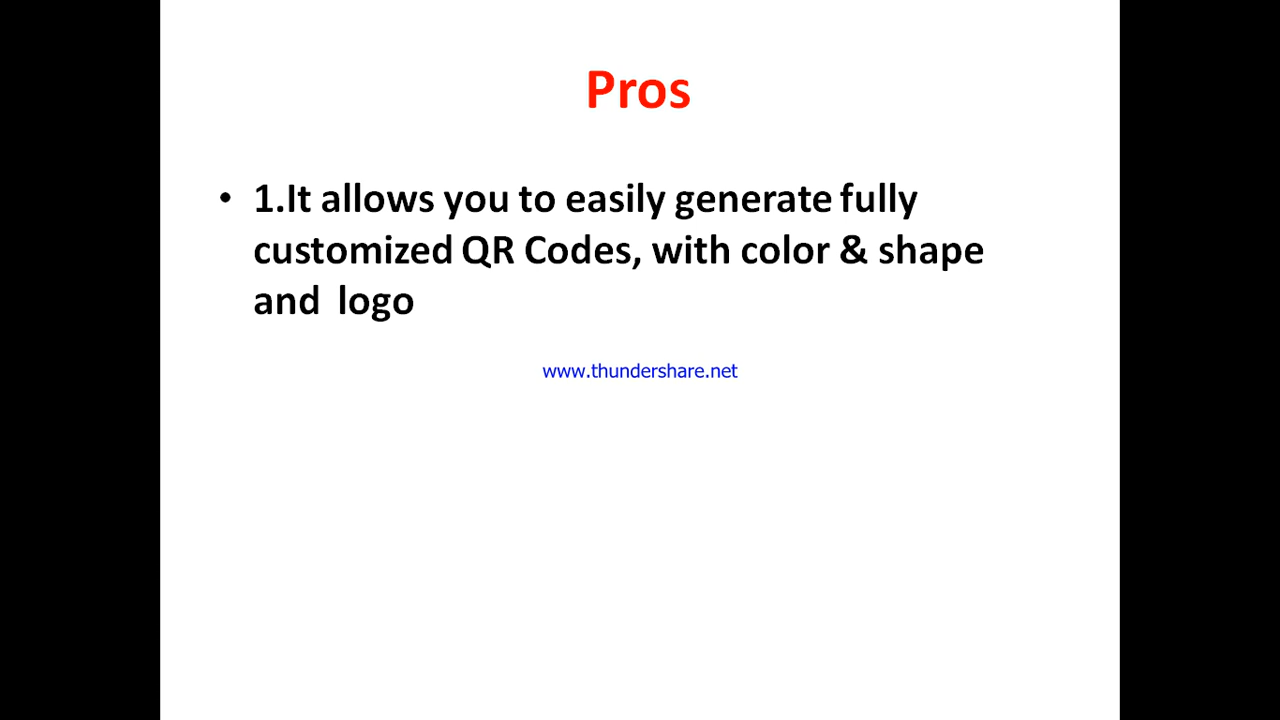 Pros
• 1.It allows you to easily generate fully
customized QR Codes, with color & shape
and  logo
www.thundershare.net